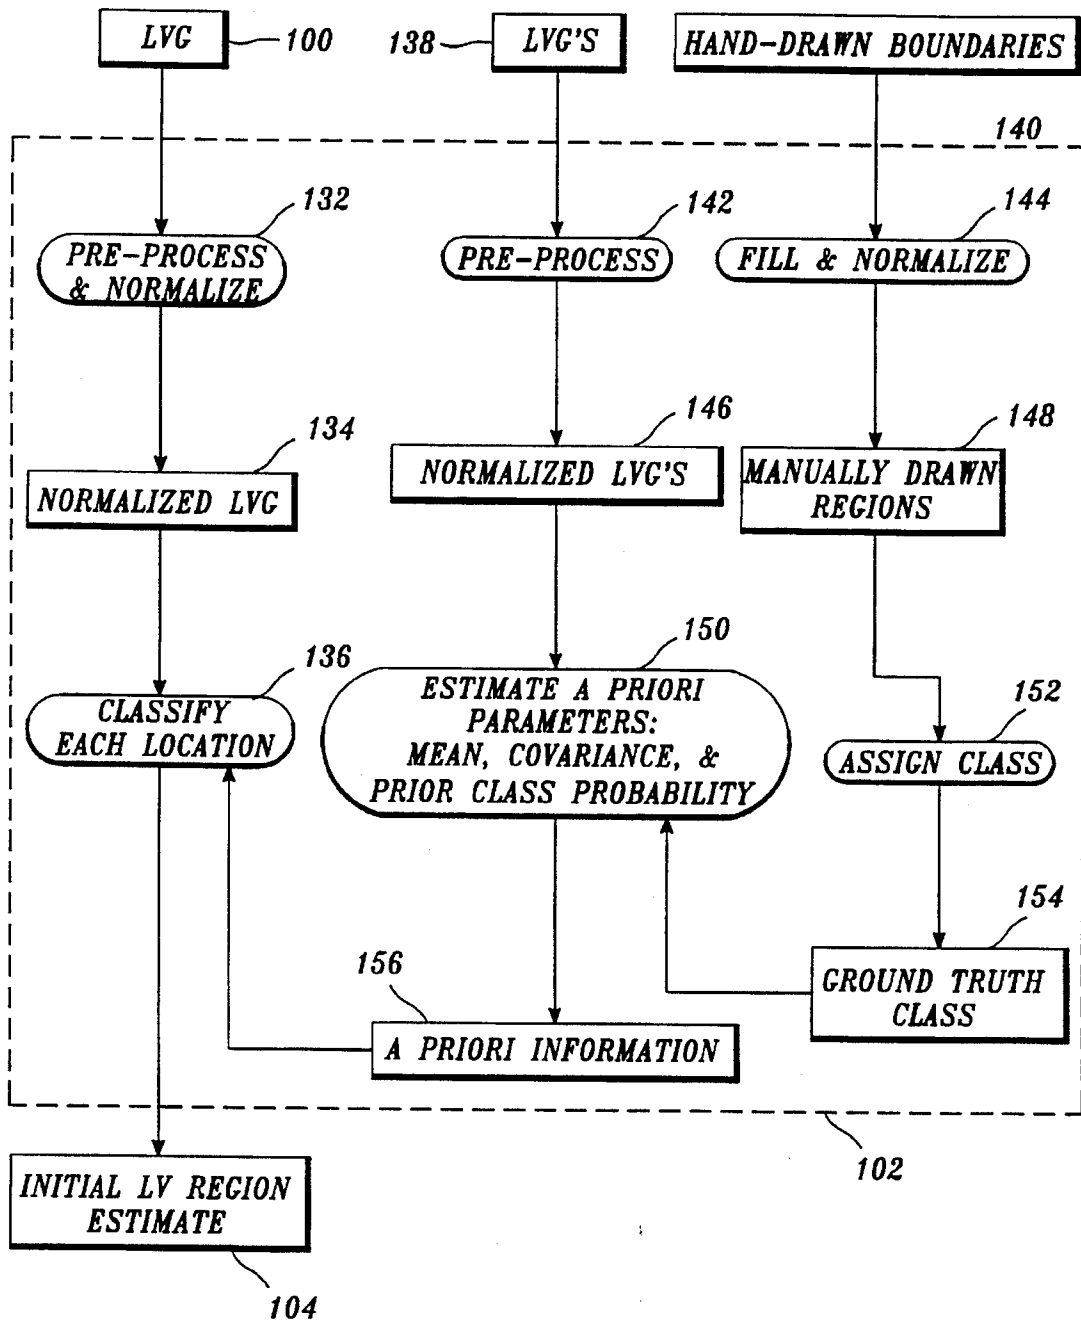 LVG
100
138
LVG'S
HAND-DRAWN BOUNDARIES
140
132
142
144
PRE-PROCESS
& NORMALIZE
PRE-PROCESS
FILL & NORMALIZE
134
146
148
NORMALIZED LVG
NORMALIZED LVG'S
MANUALLY DRAWN
REGIONS
136
150
152
CLASSIFY
EACH LOCATION
ESTIMATE A PRIORI
PARAMETERS:
MEAN, COVARIANCE, &
PRIOR CLASS PROBABILITY
ASSIGN CLASS
154
156
GROUND TRUTH
CLASS
A PRIORI INFORMATION
102
INITIAL LV REGION
ESTIMATE
104